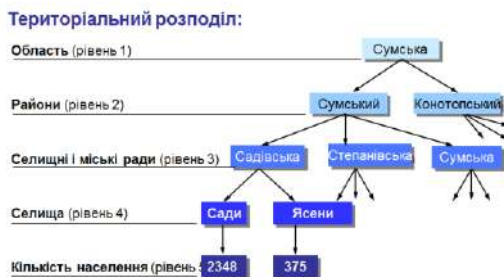 Територіальний розподіл:
Область (рівень 1)
Сумська
Райони (рівень 2)
Сумський
Конотопський
Селищні і міські ради (рівень 3)
Садівська
Степанівська
Сумська
Селища (рівень 4)
Сади
Ясени
Кількість населення (рівень
2348
375